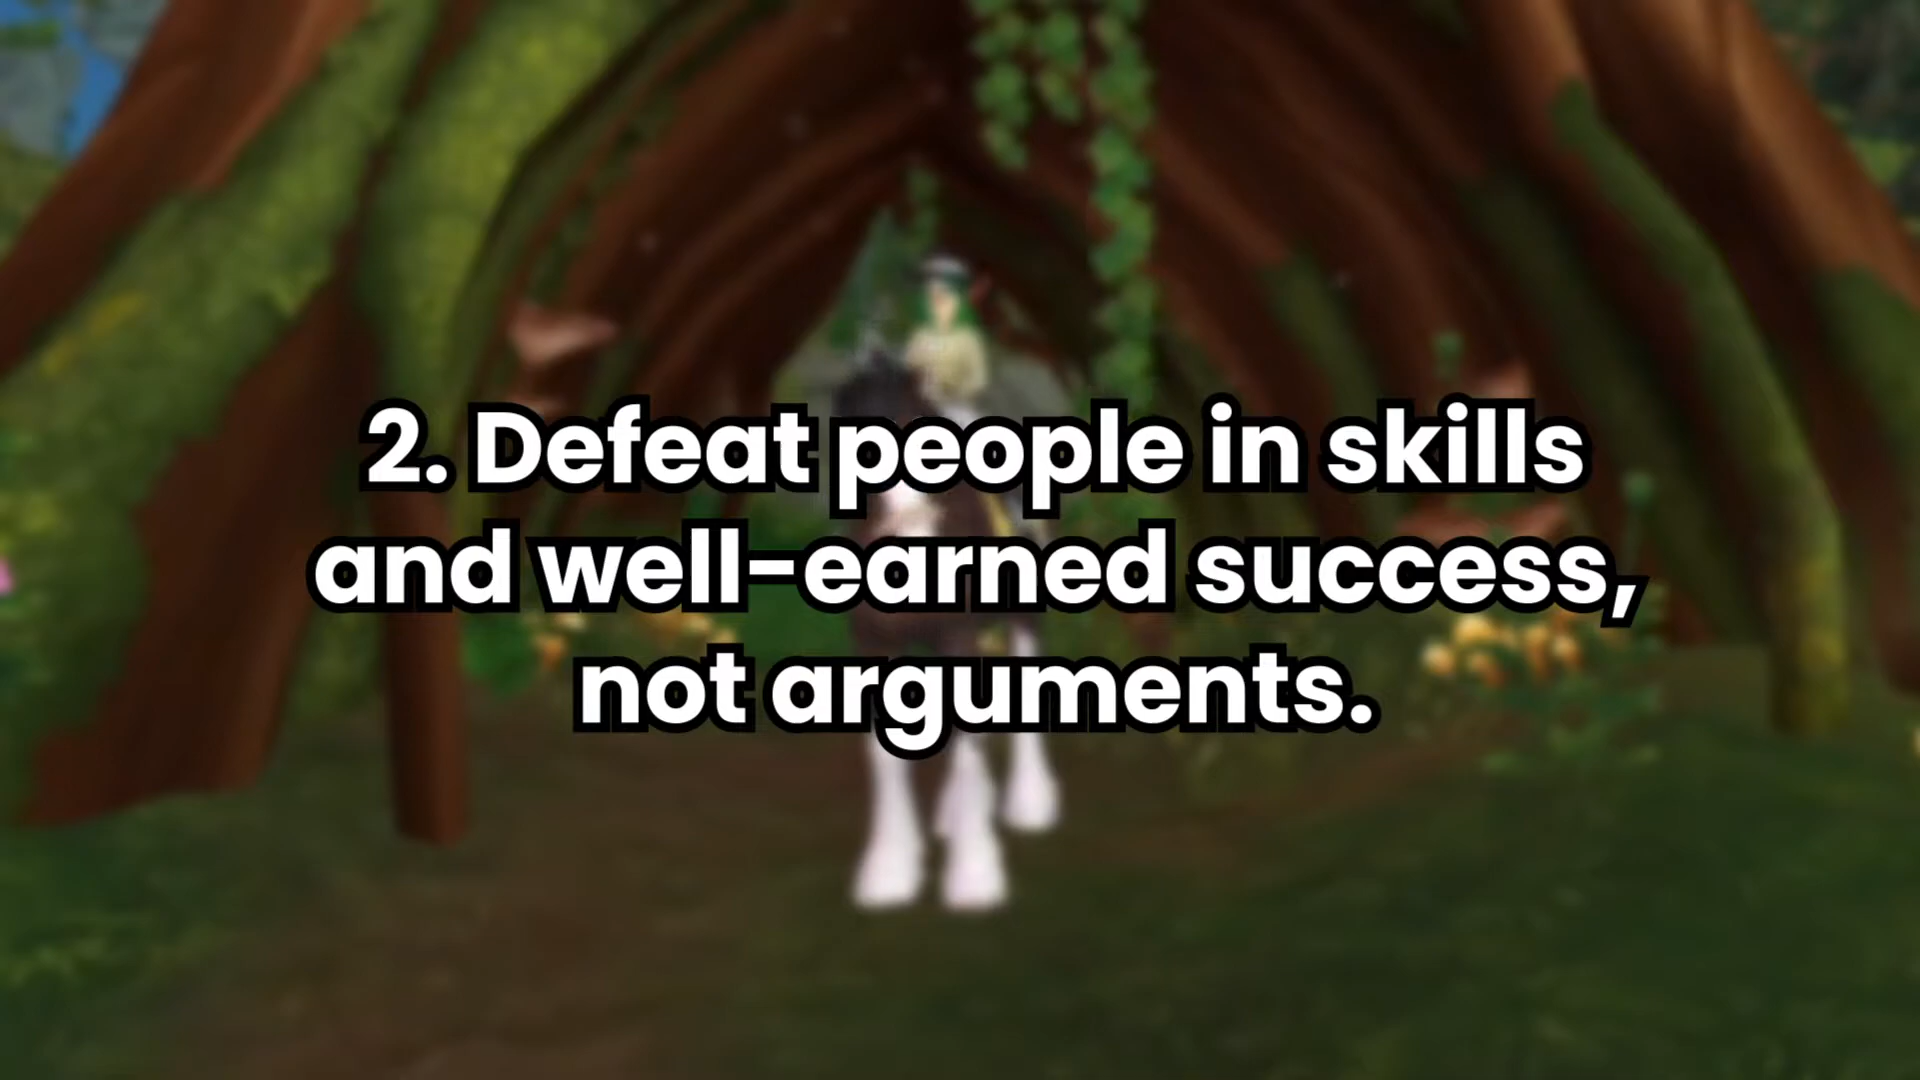 2. Defeat people in skills
and well-earned success,
not arguments.